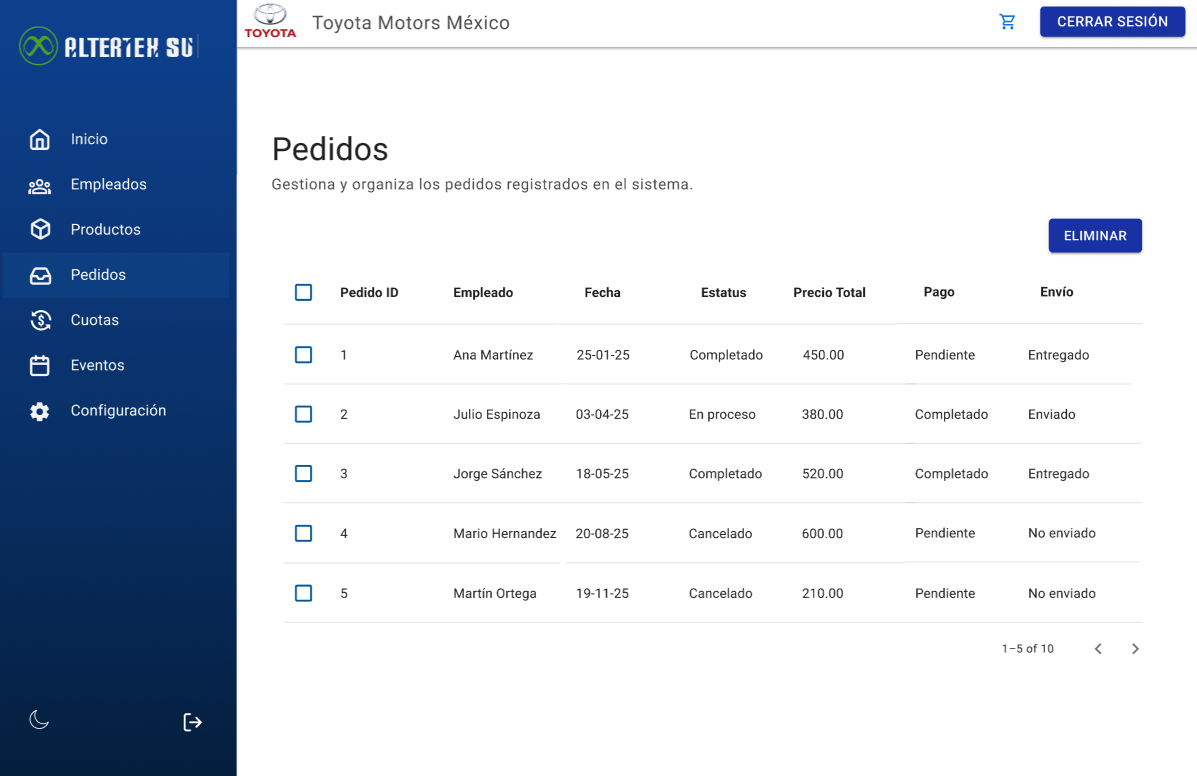 ALTERTEX SU
Inicio
Empleados
Productos
Pedidos
Cuotas
Eventos
Configuración
TOYOTA
Toyota Motors México
CERRAR SESIÓN
Pedidos
Gestiona y organiza los pedidos registrados en el sistema.
ELIMINAR
Pedido ID Empleado Fecha Estatus Precio Total Pago Envío
1 Ana Martínez 25-01-25 Completado 450.00 Pendiente Entregado
2 Julio Espinoza 03-04-25 En proceso 380.00 Completado Enviado
3 Jorge Sánchez 18-05-25 Completado 520.00 Completado Entregado
4 Mario Hernandez 20-08-25 Cancelado 600.00 Pendiente No enviado
5 Martín Ortega 19-11-25 Cancelado 210.00 Pendiente No enviado
1–5 of 10